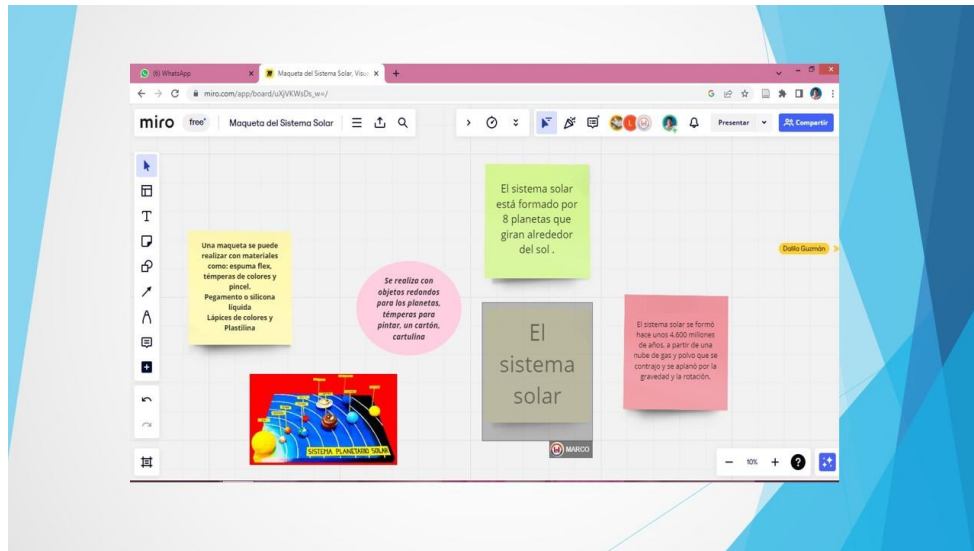 (6) WhatsApp
Maqueta del Sistema Solar, Visu
miro.com/app/board/uXjVKWsDs_w=/
miro
free
Maqueta del Sistema Solar
Presentar
Compartir
El sistema solar
está formado por
8 planetas que
giran alrededor
del sol .
Una maqueta se puede
realizar con materiales
como: espuma flex,
témperas de colores y
pincel.
Pegamento o silicona
líquida
Lápices de colores y
Plastilina
Se realiza con
objetos redondos
para los planetas,
témperas para
pintar, un cartón,
cartulina
Dalila Guzmán
El
sistema
solar
El sistema solar se formó
hace unos 4.600 millones
de años, a partir de una
nube de gas y polvo que se
contrajo y se aplanó por la
gravedad y la rotación.
SISTEMA PLANETARIO SOLAR
MARCO
10%